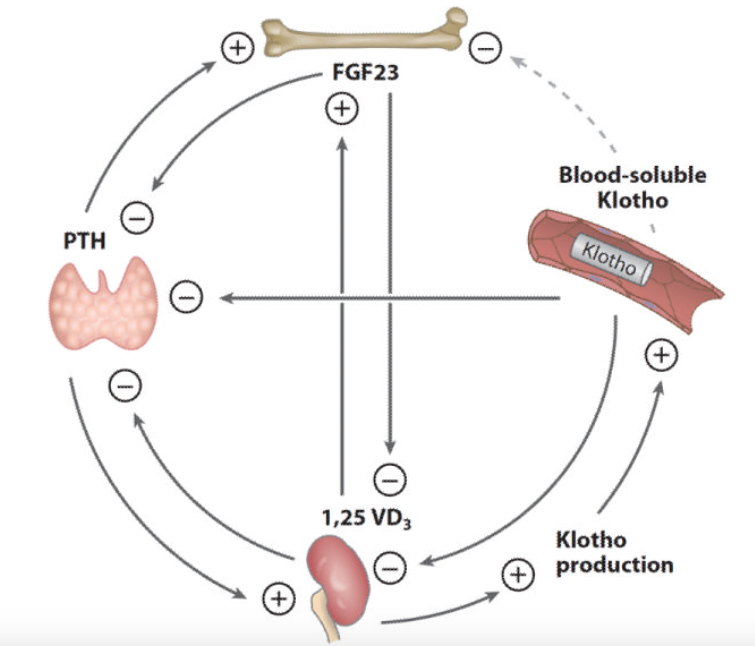 +
−
FGF23
+
Blood-soluble
Klotho
−
PTH
Klotho
−
+
−
−
1,25 VD₃
Klotho
production
−
+
+